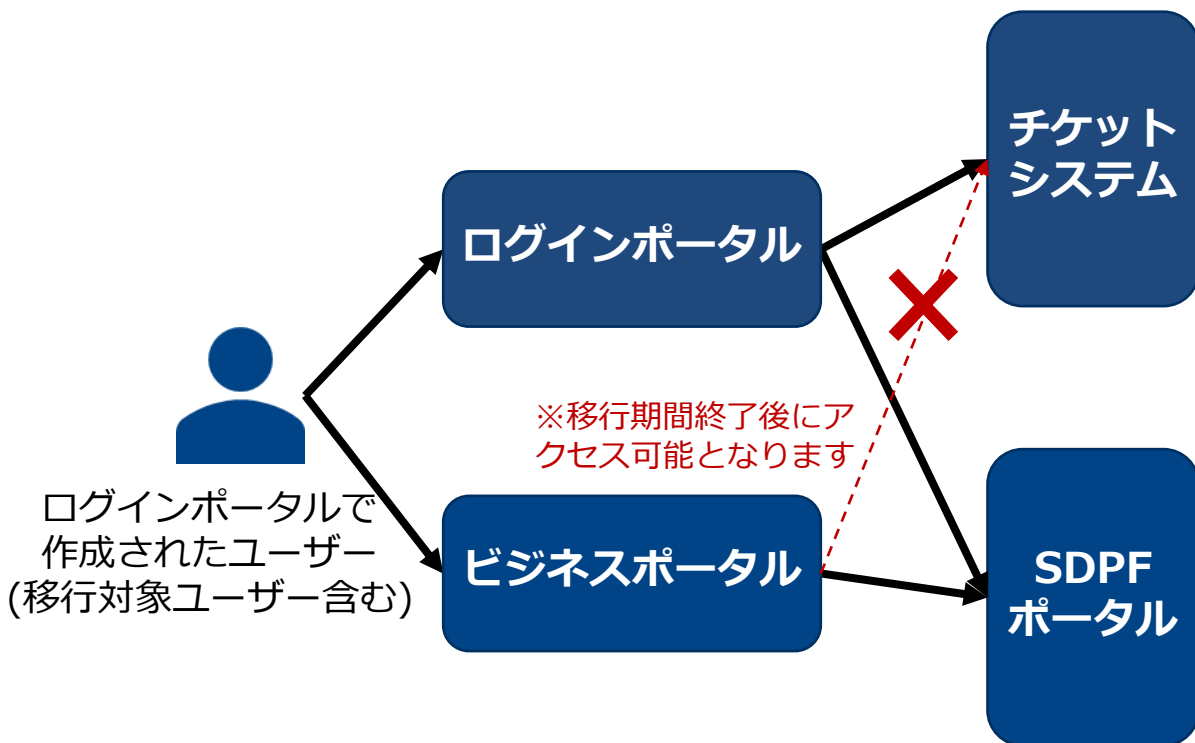 チケット
システム
ログインポータル
※移行期間終了後にア
クセス可能となります
ログインポータルで
作成されたユーザー
(移行対象ユーザー含む)
ビジネスポータル
SDPF
ポータル